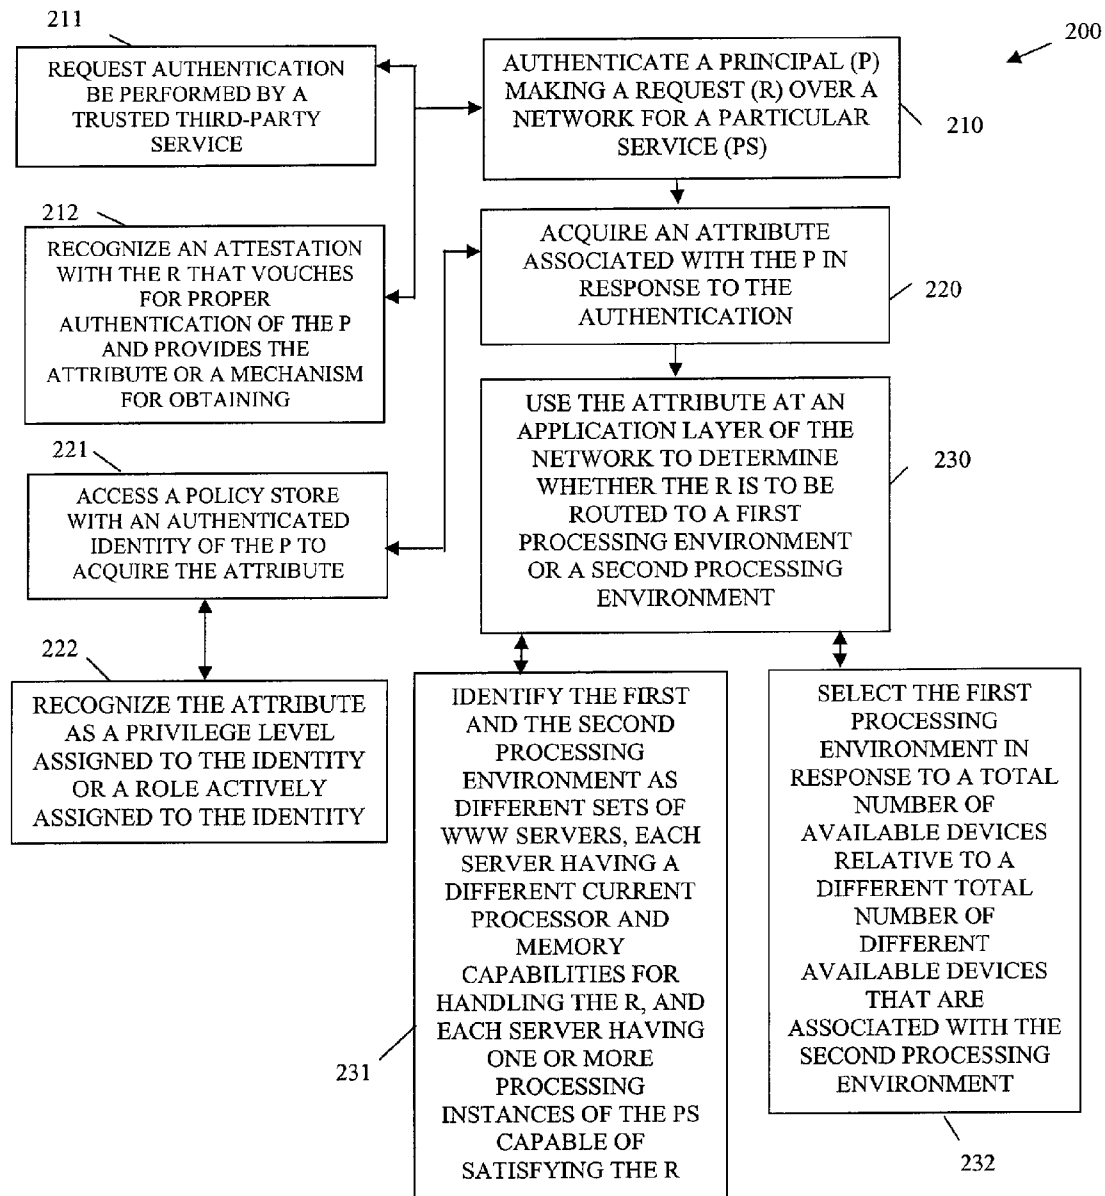 200
211
REQUEST AUTHENTICATION
BE PERFORMED BY A
TRUSTED THIRD-PARTY
SERVICE
AUTHENTICATE A PRINCIPAL (P)
MAKING A REQUEST (R) OVER A
NETWORK FOR A PARTICULAR
SERVICE (PS)
210
212
RECOGNIZE AN ATTESTATION
WITH THE R THAT VOUCHES
FOR PROPER
AUTHENTICATION OF THE P
AND PROVIDES THE
ATTRIBUTE OR A MECHANISM
FOR OBTAINING
ACQUIRE AN ATTRIBUTE
ASSOCIATED WITH THE P IN
RESPONSE TO THE
AUTHENTICATION
220
221
ACCESS A POLICY STORE
WITH AN AUTHENTICATED
IDENTITY OF THE P TO
ACQUIRE THE ATTRIBUTE
USE THE ATTRIBUTE AT AN
APPLICATION LAYER OF THE
NETWORK TO DETERMINE
WHETHER THE R IS TO BE
ROUTED TO A FIRST
PROCESSING ENVIRONMENT
OR A SECOND PROCESSING
ENVIRONMENT
230
222
RECOGNIZE THE ATTRIBUTE
AS A PRIVILEGE LEVEL
ASSIGNED TO THE IDENTITY
OR A ROLE ACTIVELY
ASSIGNED TO THE IDENTITY
IDENTIFY THE FIRST
AND THE SECOND
PROCESSING
ENVIRONMENT AS
DIFFERENT SETS OF
WWW SERVERS, EACH
SERVER HAVING A
DIFFERENT CURRENT
PROCESSOR AND
MEMORY
CAPABILITIES FOR
HANDLING THE R, AND
EACH SERVER HAVING
ONE OR MORE
PROCESSING
INSTANCES OF THE PS
CAPABLE OF
SATISFYING THE R
231
SELECT THE FIRST
PROCESSING
ENVIRONMENT IN
RESPONSE TO A TOTAL
NUMBER OF
AVAILABLE DEVICES
RELATIVE TO A
DIFFERENT TOTAL
NUMBER OF
DIFFERENT
AVAILABLE DEVICES
THAT ARE
ASSOCIATED WITH THE
SECOND PROCESSING
ENVIRONMENT
232